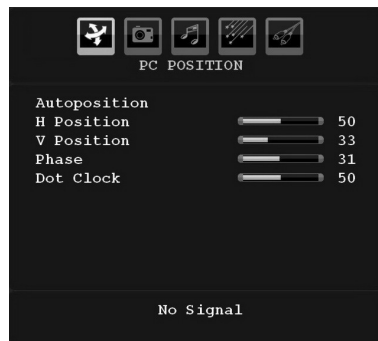 PC POSITION
Autoposition
H Position 50
V Position 33
Phase 31
Dot Clock 50
No Signal